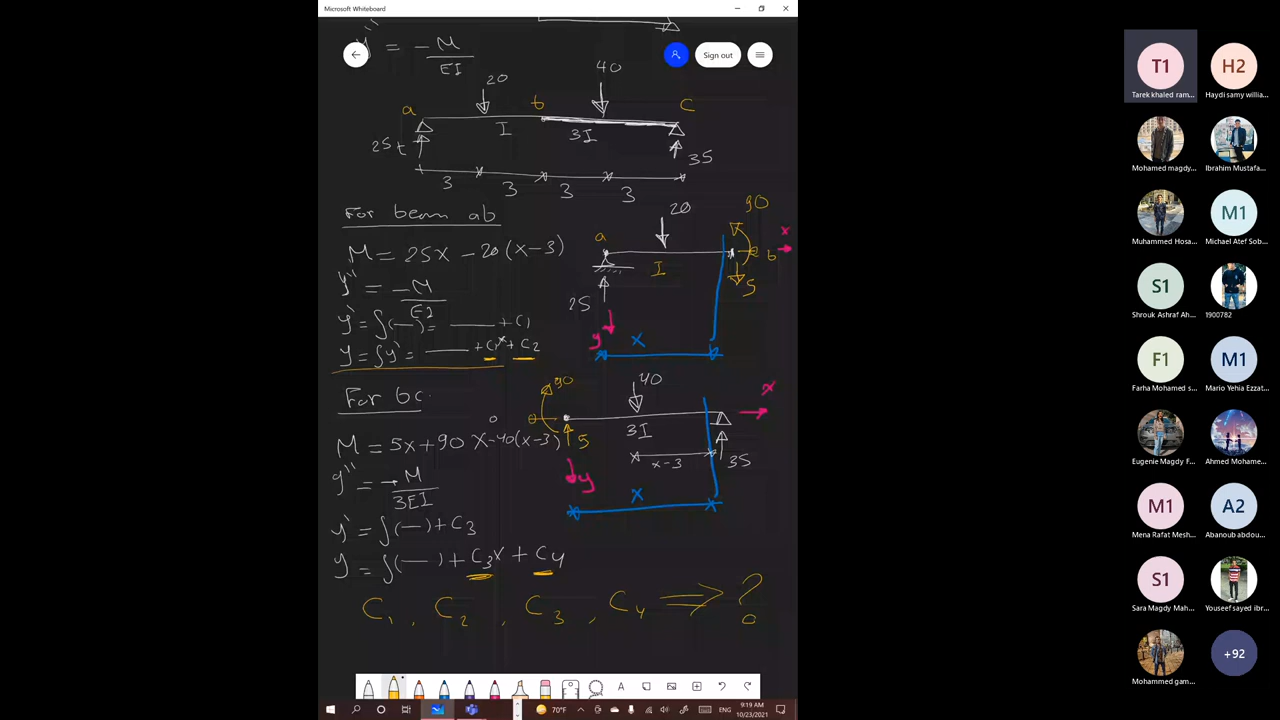 Microsoft Whiteboard
y'' = -M/EI
Sign out
20
40
a
b
c
I
3I
25t
35
3
3
3
3
For beam ab
M = 25x - 20(x-3)
y'' = -M/EI
y' = ∫(—) = —— + C1
y = ∫y' = —— + C1x + C2
20
90
x
a
b
I
5
25
y
x
For bc
M = 5x + 90 x^0 - 40(x-3)
y'' = -M/3EI
y' = ∫(—) + C3
y = ∫(—) + C3x + C4
90
40
x
3I
5
x-3
35
y
x
C1, C2, C3, C4 ⇒ ?
T1
Tarek khaled ram...
H2
Haydi samy willia...
Mohamed magdy...
Ibrahim Mustafa...
Muhammed Hosa...
M1
Michael Atef Sob...
S1
Shrouk Ashraf Ah...
1900782
F1
Farha Mohamed s...
M1
Mario Yehia Ezzat...
Eugenie Magdy F...
Ahmed Mohame...
M1
Mena Rafat Mesh...
A2
Abanoub abdou...
S1
Sara Magdy Mah...
Youseef sayed ibr...
Mohammed gam...
+92
A
70°F
ENG
9:19 AM
10/23/2021